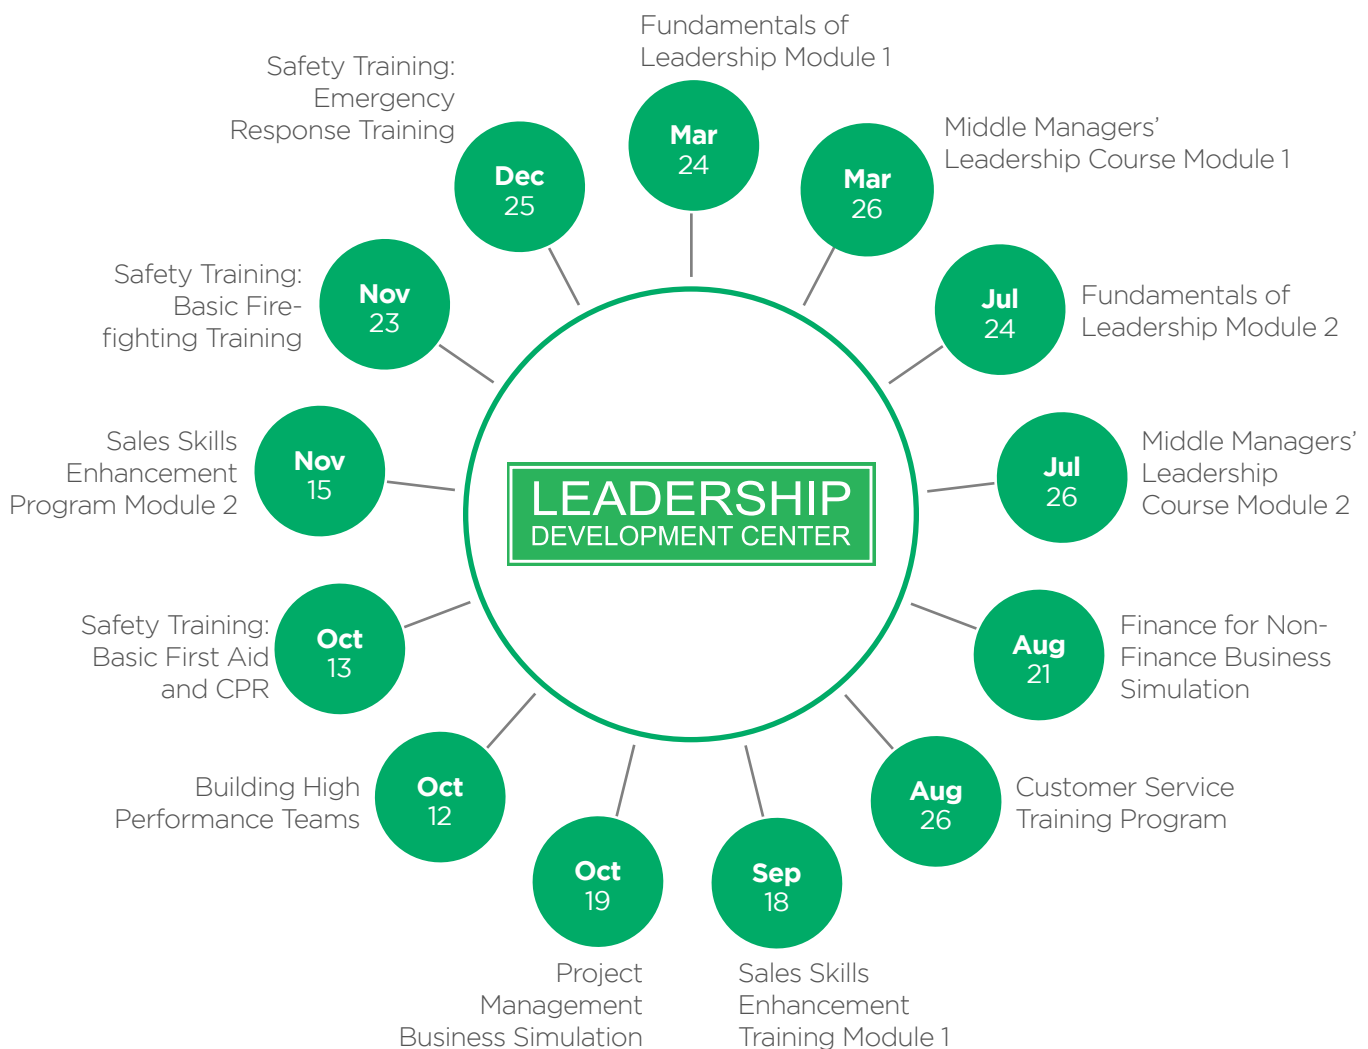 Fundamentals of
Leadership Module 1
Mar
24
Middle Managers’
Leadership Course Module 1
Mar
26
Fundamentals of
Leadership Module 2
Jul
24
Middle Managers’
Leadership
Course Module 2
Jul
26
Finance for Non-
Finance Business
Simulation
Aug
21
Customer Service
Training Program
Aug
26
Sep
18
Sales Skills
Enhancement
Training Module 1
Oct
19
Project
Management
Business Simulation
Building High
Performance Teams
Oct
12
Safety Training:
Basic First Aid
and CPR
Oct
13
Sales Skills
Enhancement
Program Module 2
Nov
15
Safety Training:
Basic Fire-
fighting Training
Nov
23
Safety Training:
Emergency
Response Training
Dec
25
LEADERSHIP
DEVELOPMENT CENTER